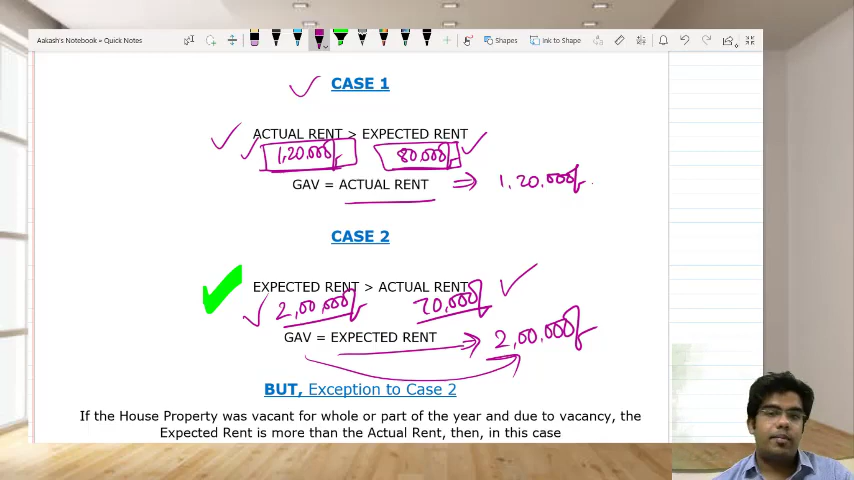 Aakash's Notebook = Quick Notes
Shapes
Ink to Shape
CASE 1
ACTUAL RENT > EXPECTED RENT
1,20,000/- 80,000/-
GAV = ACTUAL RENT ⇒ 1,20,000/-
CASE 2
EXPECTED RENT > ACTUAL RENT
2,00,000/- 70,000/-
GAV = EXPECTED RENT ⇒ 2,00,000/-
BUT, Exception to Case 2
If the House Property was vacant for whole or part of the year and due to vacancy, the
Expected Rent is more than the Actual Rent, then, in this case